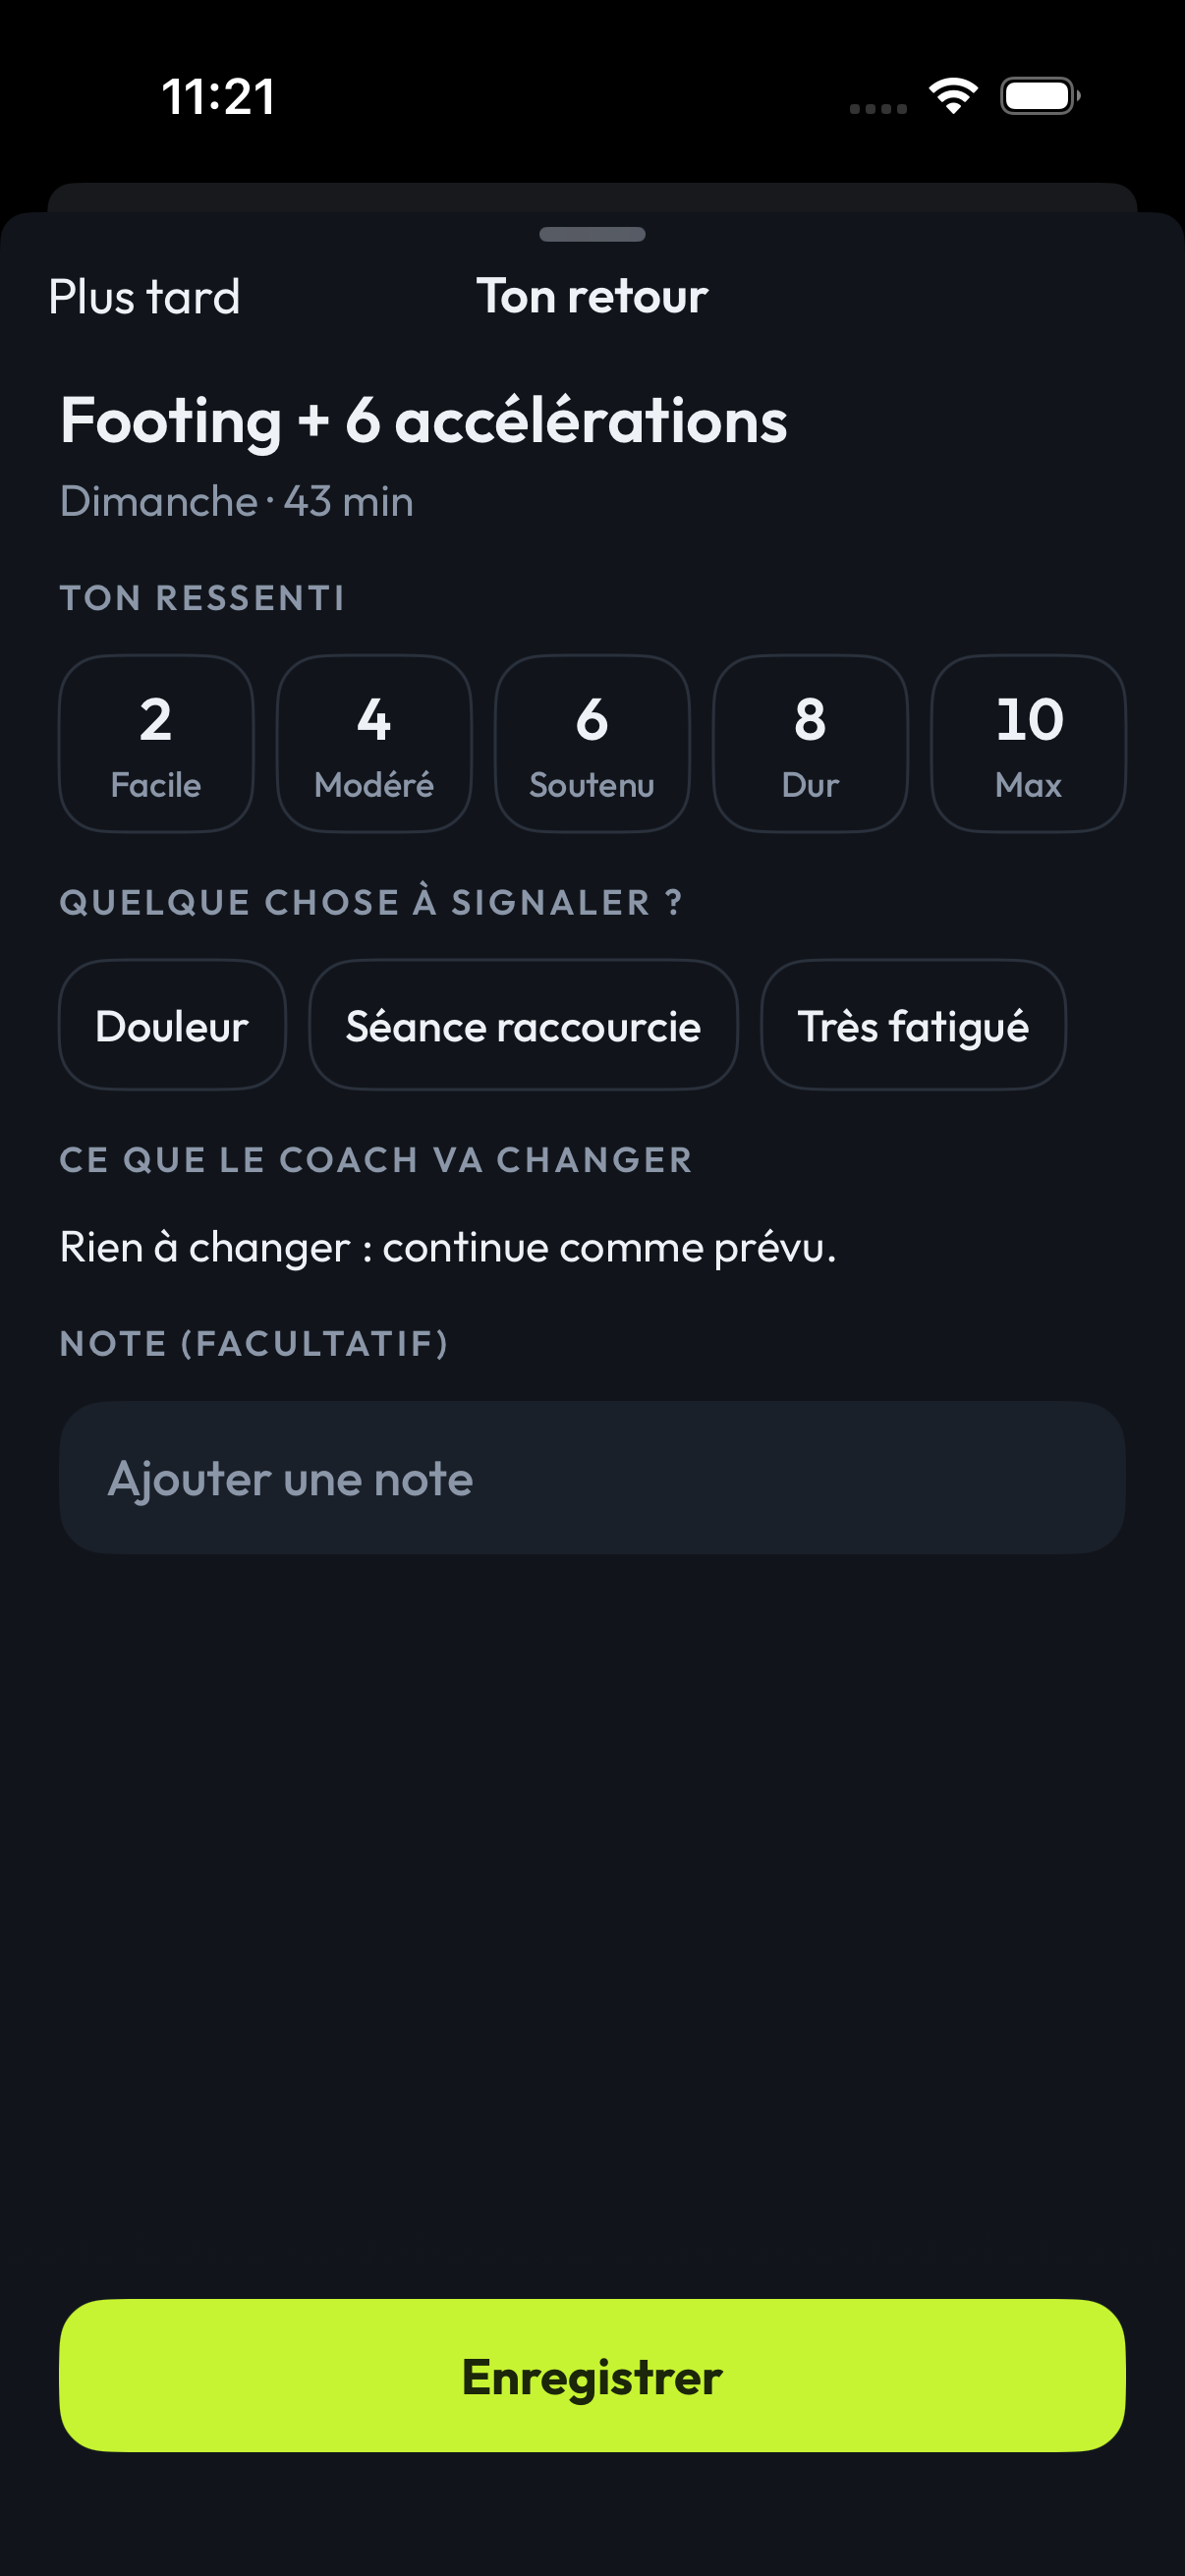 11:21
Plus tard
Ton retour
Footing + 6 accélérations
Dimanche · 43 min
TON RESSENTI
2
4
6
8
10
Facile
Modéré
Soutenu
Dur
Max
QUELQUE CHOSE À SIGNALER ?
Douleur
Séance raccourcie
Très fatigué
CE QUE LE COACH VA CHANGER
Rien à changer : continue comme prévu.
NOTE (FACULTATIF)
Ajouter une note
Enregistrer